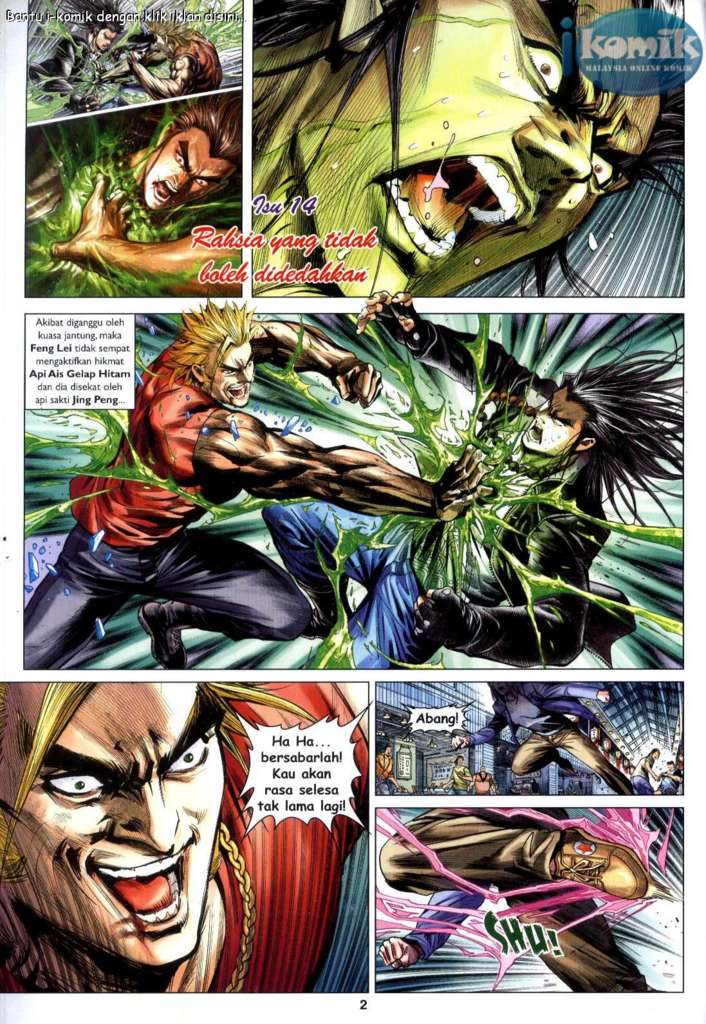 Bantu i-komik dengan klik iklan disini...
ikomik
MALAYSIA ONLINE KOMIK
Isu 14
Rahsia yang tidak
boleh didedahkan
Akibat diganggu oleh
kuasa jantung, maka
Feng Lei tidak sempat
mengaktifkan hikmat
Api Ais Gelap Hitam
dan dia disekat oleh
api sakti Jing Peng...
Ha Ha...
bersabarlah!
Kau akan
rasa selesa
tak lama lagi!
Abang!
SHU!
2